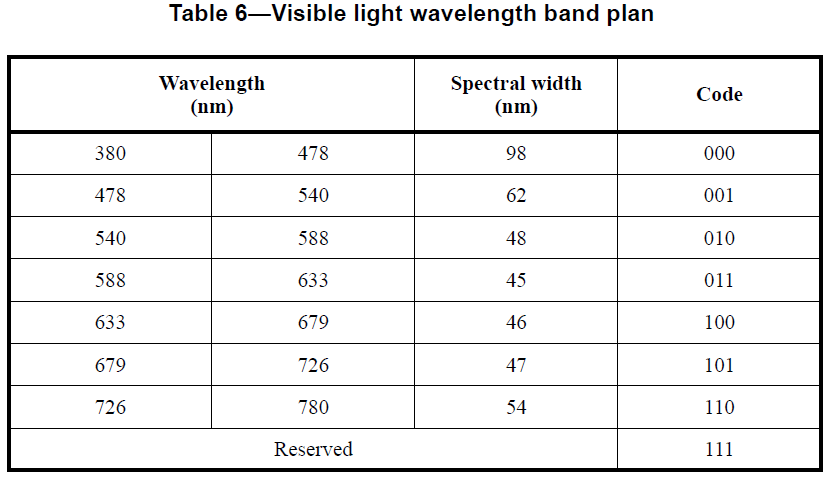 Table 6—Visible light wavelength band plan
Wavelength (nm) Spectral width (nm) Code
380 478 98 000
478 540 62 001
540 588 48 010
588 633 45 011
633 679 46 100
679 726 47 101
726 780 54 110
Reserved 111